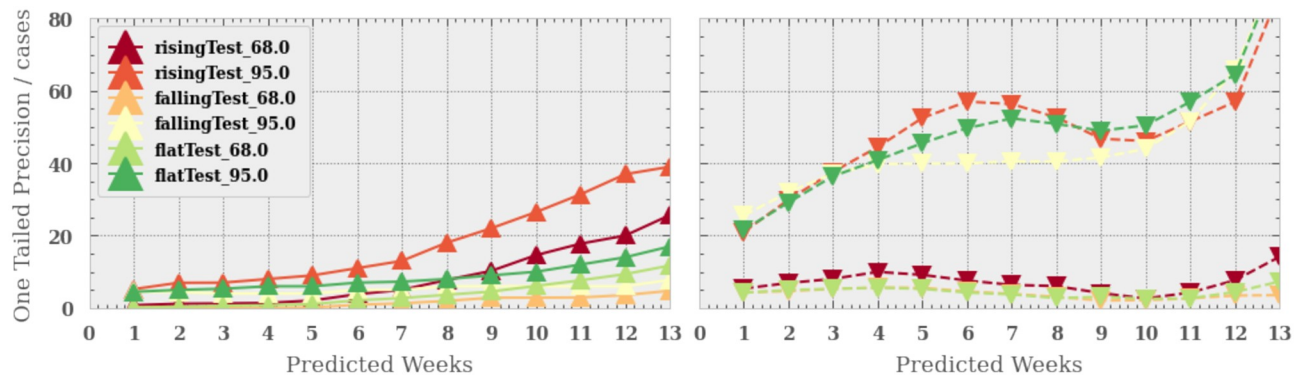 One Tailed Precision / cases
80
60
40
20
0
risingTest_68.0
risingTest_95.0
fallingTest_68.0
fallingTest_95.0
flatTest_68.0
flatTest_95.0
0 1 2 3 4 5 6 7 8 9 10 11 12 13
Predicted Weeks
0 1 2 3 4 5 6 7 8 9 10 11 12 13
Predicted Weeks